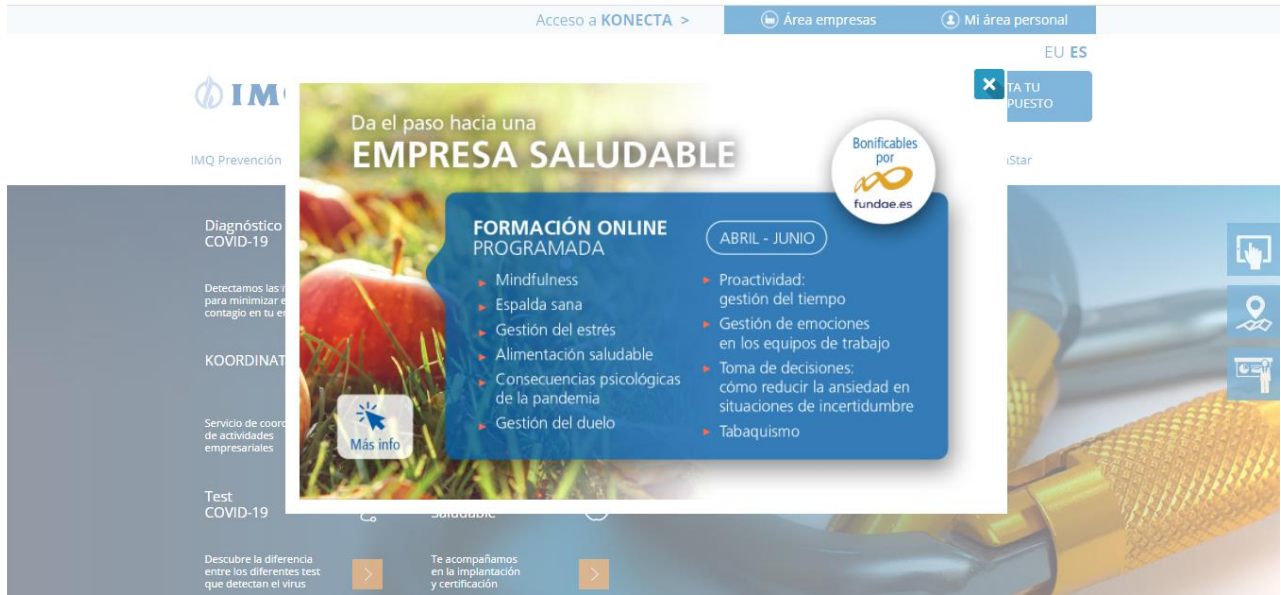 Acceso a KONECTA >
Área empresas
Mi área personal
EU ES
IM
TA TU
PUESTO
IMQ Prevención
Da el paso hacia una
EMPRESA SALUDABLE
Bonificables
por
fundae.es
FORMACIÓN ONLINE
PROGRAMADA
Mindfulness
Espalda sana
Gestión del estrés
Alimentación saludable
Consecuencias psicológicas
de la pandemia
Gestión del duelo
ABRIL - JUNIO
Proactividad:
gestión del tiempo
Gestión de emociones
en los equipos de trabajo
Toma de decisiones:
cómo reducir la ansiedad en
situaciones de incertidumbre
Tabaquismo
Más info
Diagnóstico
COVID-19
Detectamos las
para minimizar
contagio en tu
KOORDINAT
Servicio de
de actividades
empresariales
Test
COVID-19
Descubre la diferencia
entre los diferentes test
que detectan el virus
Saludable
Te acompañamos
en la implantación
y certificación